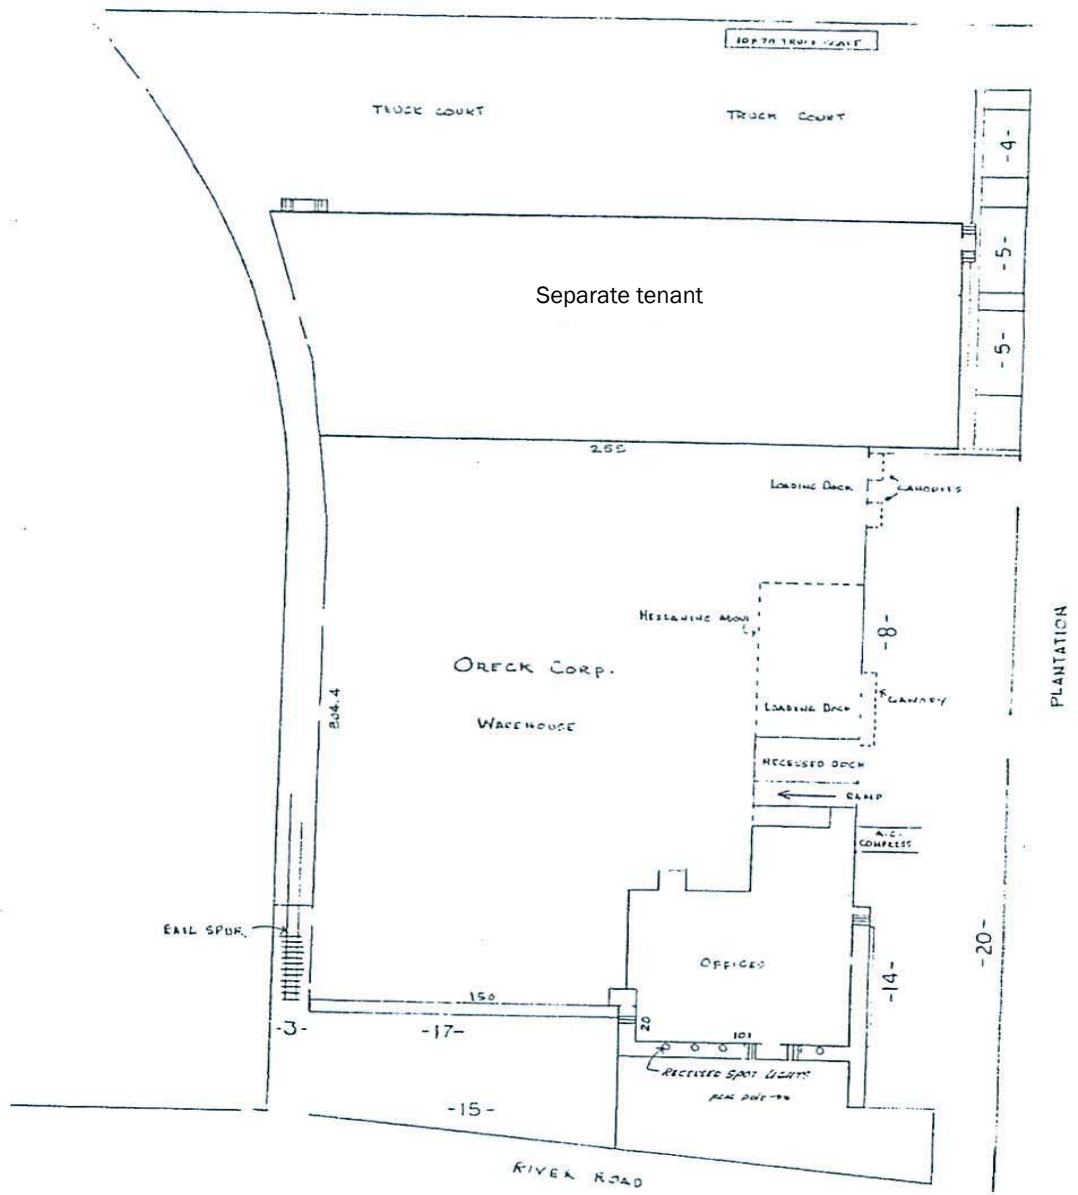 TRUCK COURT
TRUCK COURT
-4-
-5-
Separate tenant
-5-
255
LOADING DOCK
CANOPIES
-8-
PLANTATION
ORECK CORP.
CANOPY
304.4
LOADING DOCK
WAREHOUSE
RECESSED DOCK
RAMP
A.C.
COMPRESS
RAIL SPUR
OFFICES
-20-
-14-
150
-3-
-17-
20
101
RECESSED SPOT LIGHTS
-15-
RIVER ROAD